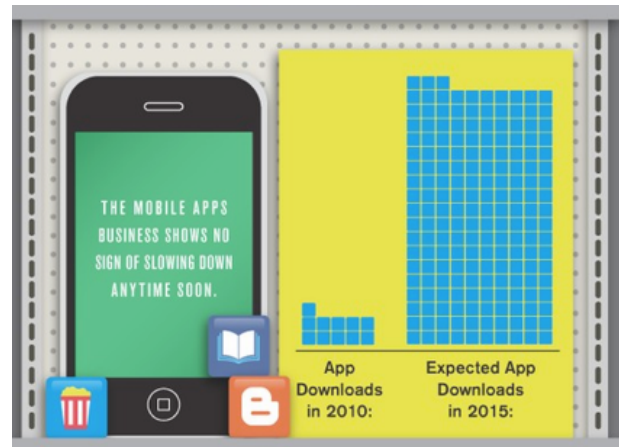 THE MOBILE APPS
BUSINESS SHOWS NO
SIGN OF SLOWING DOWN
ANYTIME SOON.
App
Downloads
in 2010:
Expected App
Downloads
in 2015: